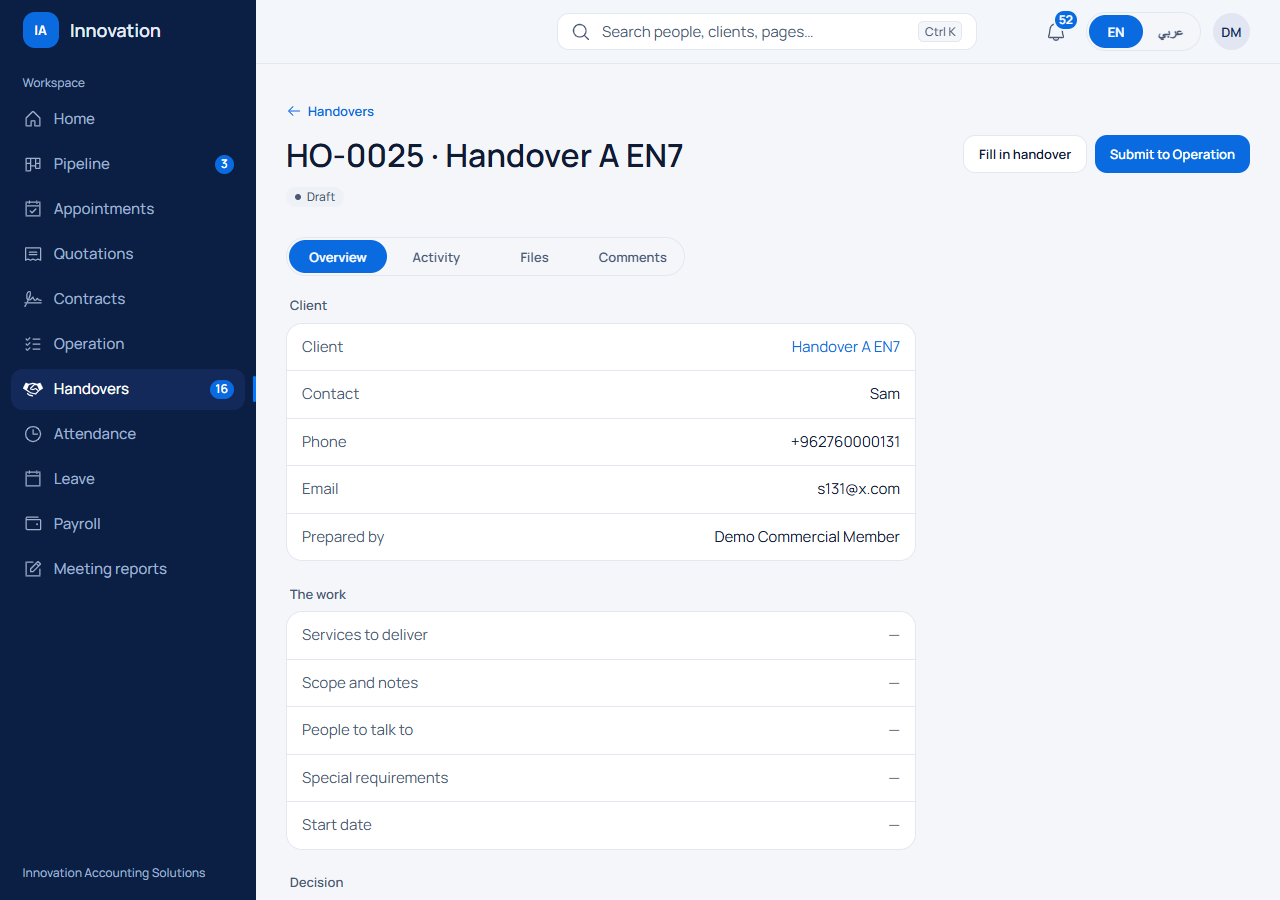 IA Innovation
Search people, clients, pages... Ctrl K
52
EN عربي DM
Workspace
Home
Pipeline 3
Appointments
Quotations
Contracts
Operation
Handovers 16
Attendance
Leave
Payroll
Meeting reports
Innovation Accounting Solutions
← Handovers
HO-0025 · Handover A EN7
Fill in handover Submit to Operation
Draft
Overview Activity Files Comments
Client
Client Handover A EN7
Contact Sam
Phone +962760000131
Email s131@x.com
Prepared by Demo Commercial Member
The work
Services to deliver —
Scope and notes —
People to talk to —
Special requirements —
Start date —
Decision